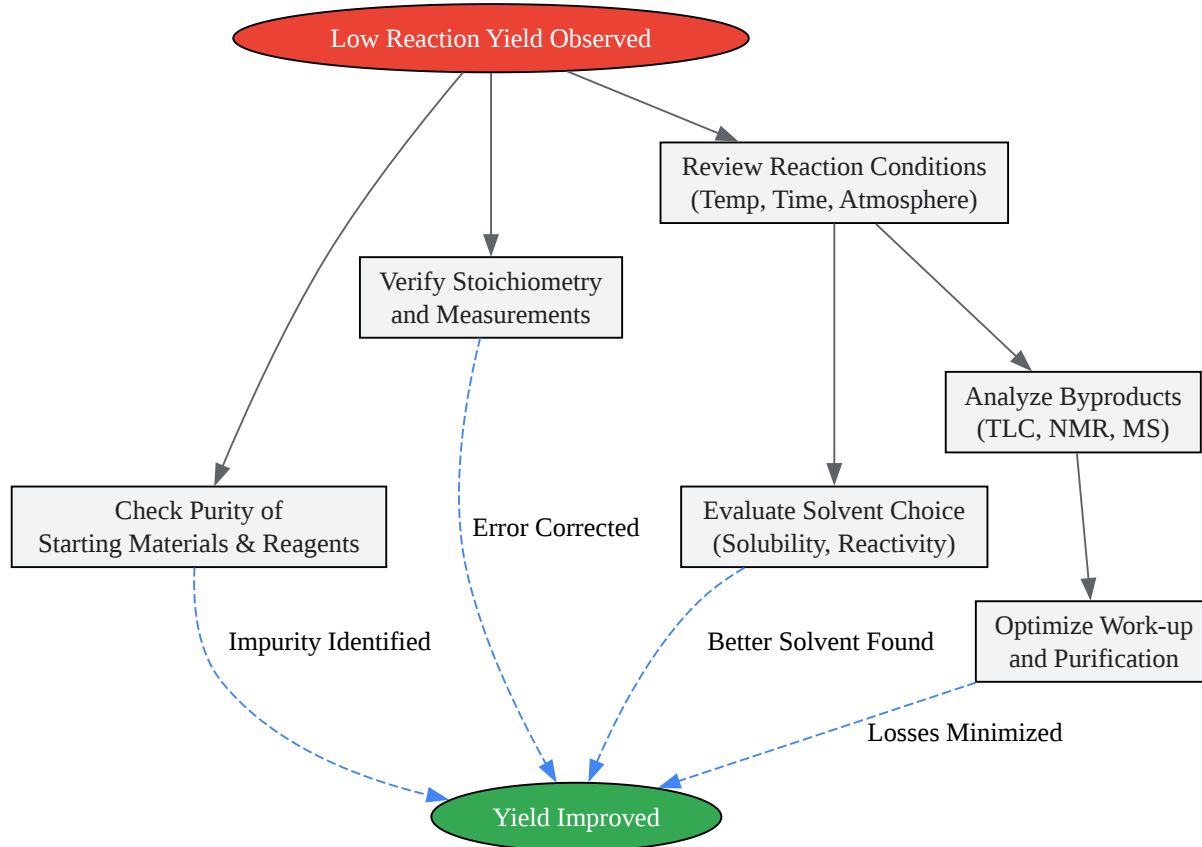 Low Reaction Yield Observed
Review Reaction Conditions
(Temp, Time, Atmosphere)
Verify Stoichiometry
and Measurements
Analyze Byproducts
(TLC, NMR, MS)
Check Purity of
Starting Materials & Reagents
Error Corrected
Evaluate Solvent Choice
(Solubility, Reactivity)
Impurity Identified
Better Solvent Found
Optimize Work-up
and Purification
Losses Minimized
Yield Improved